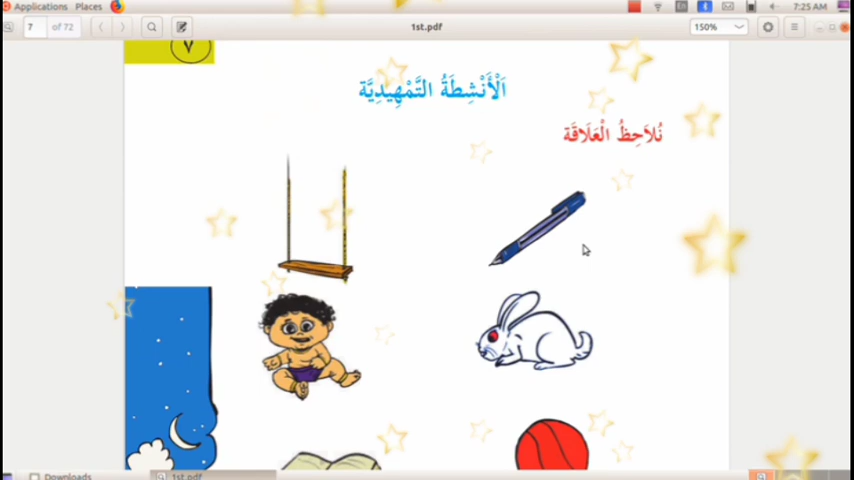 Applications Places En 7:25 AM
7 of 72 1st.pdf 150%
٧
اَلْأَنْشِطَةُ التَّمْهِيدِيَّة
نُلَاحِظُ الْعَلَاقَة
Downloads 1st.pdf